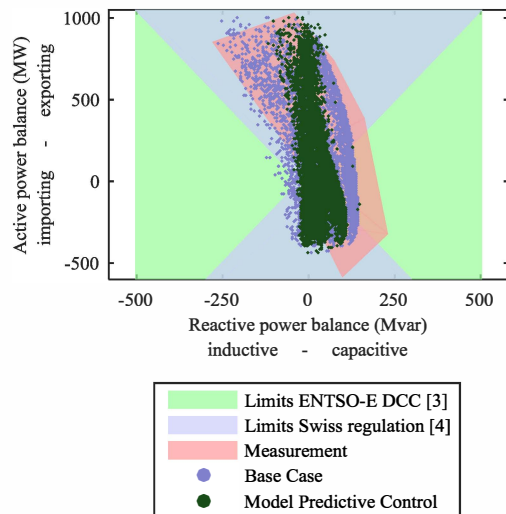 Active power balance (MW)
importing - exporting
1000
500
0
-500
-500
-250
0
250
500
Reactive power balance (Mvar)
inductive - capacitive
Limits ENTSO-E DCC [3]
Limits Swiss regulation [4]
Measurement
Base Case
Model Predictive Control